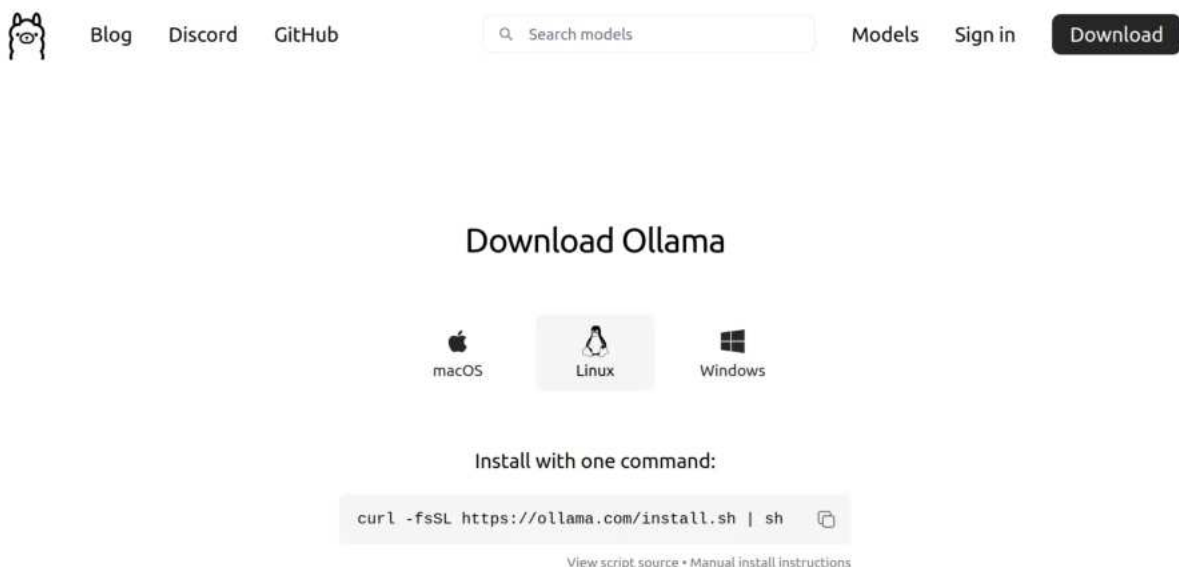 Blog Discord GitHub Search models Models Sign in Download
Download Ollama
macOS Linux Windows
Install with one command:
curl -fsSL https://ollama.com/install.sh | sh
View script source • Manual install instructions